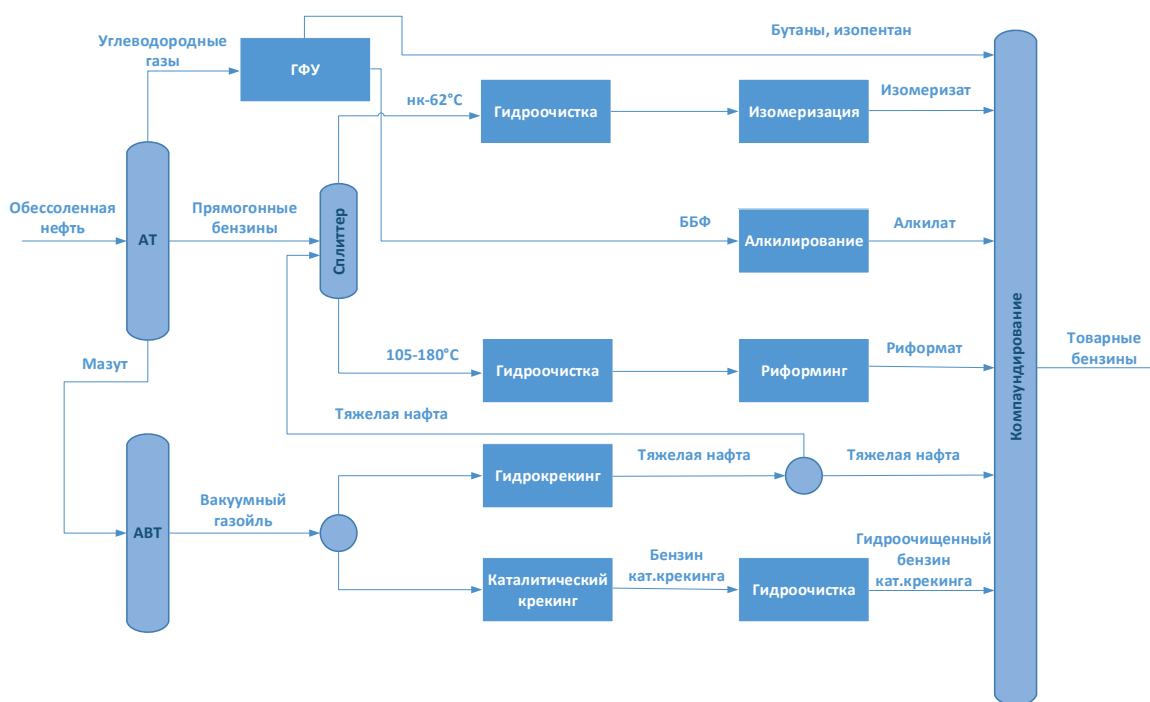 Углеводородные
газы
ГФУ
Бутаны, изопентан
нк-62°С
Гидроочистка
Изомеризация
Изомеризат
Обессоленная
нефть
АТ
Прямогонные
бензины
Сплиттер
ББФ
Алкилирование
Алкилат
Мазут
105-180°С
Гидроочистка
Риформинг
Риформат
Компаундирование
Товарные
бензины
Тяжелая нафта
Гидрокрекинг
Тяжелая нафта
Тяжелая нафта
АВТ
Вакуумный
газойль
Каталитический
крекинг
Бензин
кат.крекинга
Гидроочистка
Гидроочищенный
бензин
кат.крекинга